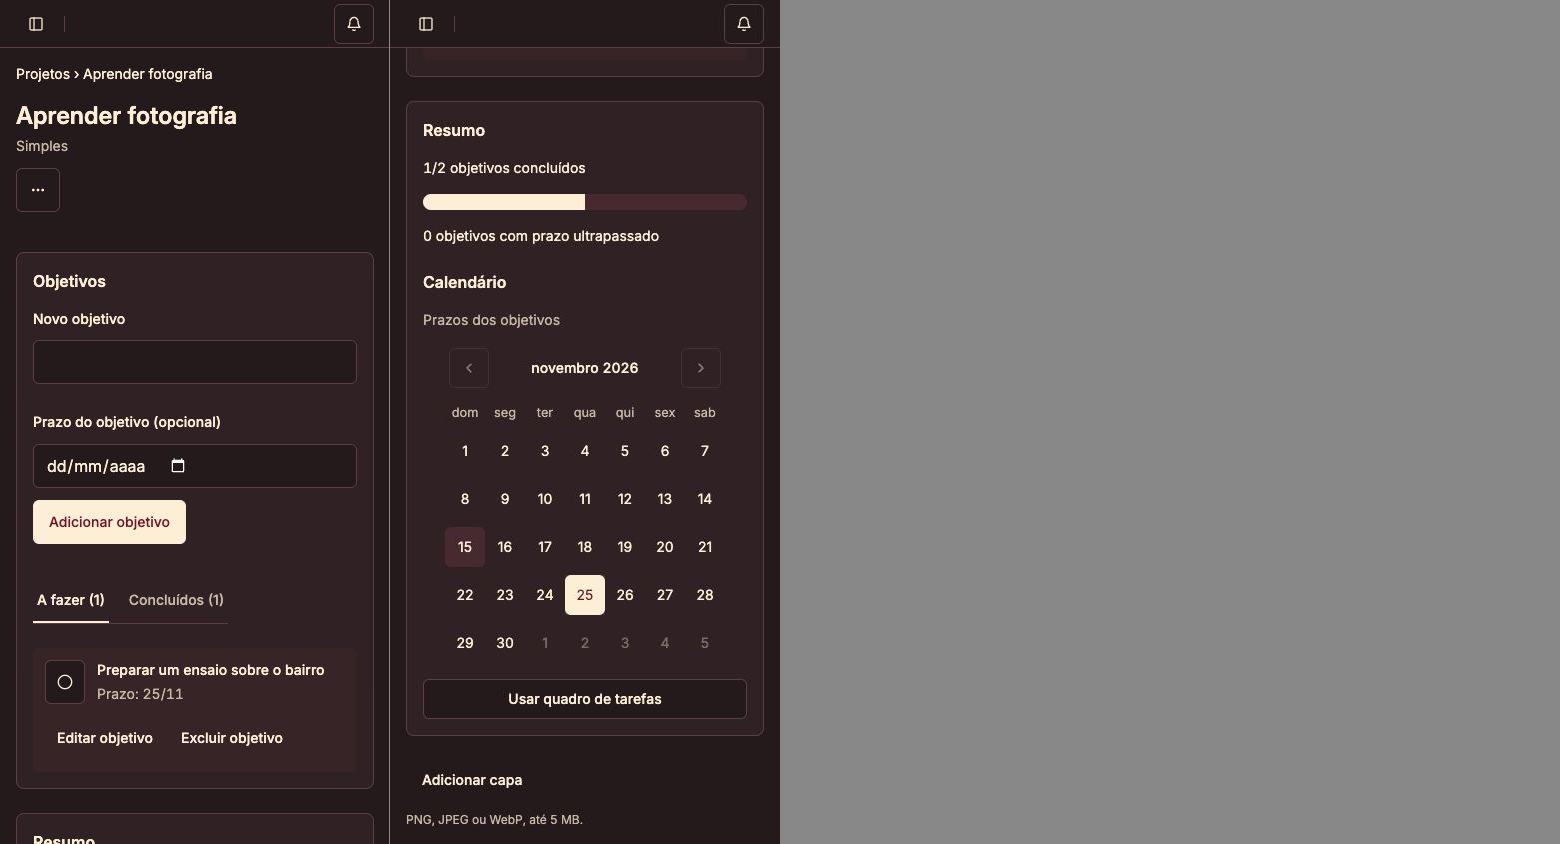 Projetos › Aprender fotografia
Aprender fotografia
Simples
...
Objetivos
Novo objetivo
Prazo do objetivo (opcional)
dd/mm/aaaa
Adicionar objetivo
A fazer (1) Concluídos (1)
Preparar um ensaio sobre o bairro
Prazo: 25/11
Editar objetivo Excluir objetivo
Resumo
Resumo
1/2 objetivos concluídos
0 objetivos com prazo ultrapassado
Calendário
Prazos dos objetivos
novembro 2026
dom seg ter qua qui sex sab
1 2 3 4 5 6 7
8 9 10 11 12 13 14
15 16 17 18 19 20 21
22 23 24 25 26 27 28
29 30 1 2 3 4 5
Usar quadro de tarefas
Adicionar capa
PNG, JPEG ou WebP, até 5 MB.